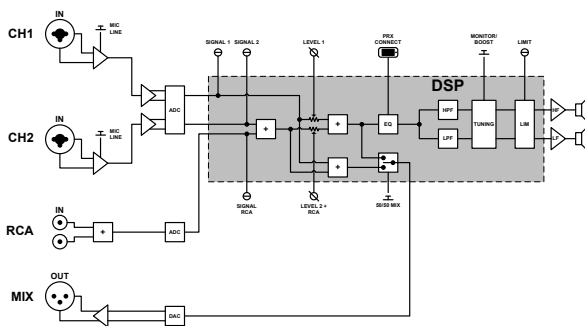 IN
CH1
MIC
LINE
SIGNAL 1
SIGNAL 2
LEVEL 1
PRX
CONNECT
MONITOR/
BOOST
LIMIT
DSP
ADC
+
+
EQ
HPF
LPF
TUNING
LIM
HF
LF
IN
CH2
MIC
LINE
+
SIGNAL
RCA
LEVEL 2 +
RCA
50/50 MIX
IN
RCA
+
ADC
OUT
MIX
DAC